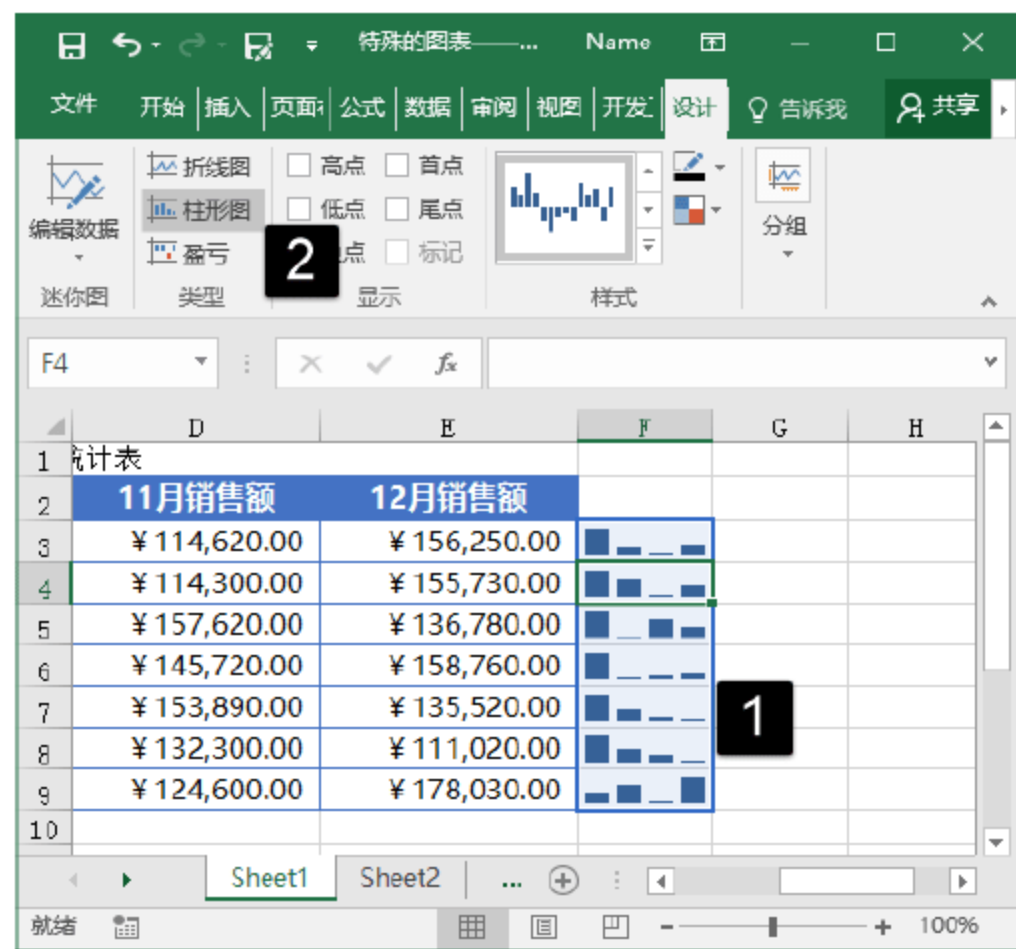 特殊的图表——... Name
文件 开始 插入 页面 公式 数据 审阅 视图 开发 设计 告诉我 共享
折线图 高点 首点
编辑数据 柱形图 低点 尾点 分组
盈亏 2 点 标记
迷你图 类型 显示 样式
F4 fx
D E F G H
1 计表
2 11月销售额 12月销售额
3 ¥114,620.00 ¥156,250.00
4 ¥114,300.00 ¥155,730.00
5 ¥157,620.00 ¥136,780.00
6 ¥145,720.00 ¥158,760.00
7 ¥153,890.00 ¥135,520.00 1
8 ¥132,300.00 ¥111,020.00
9 ¥124,600.00 ¥178,030.00
10
Sheet1 Sheet2 ...
就绪 100%